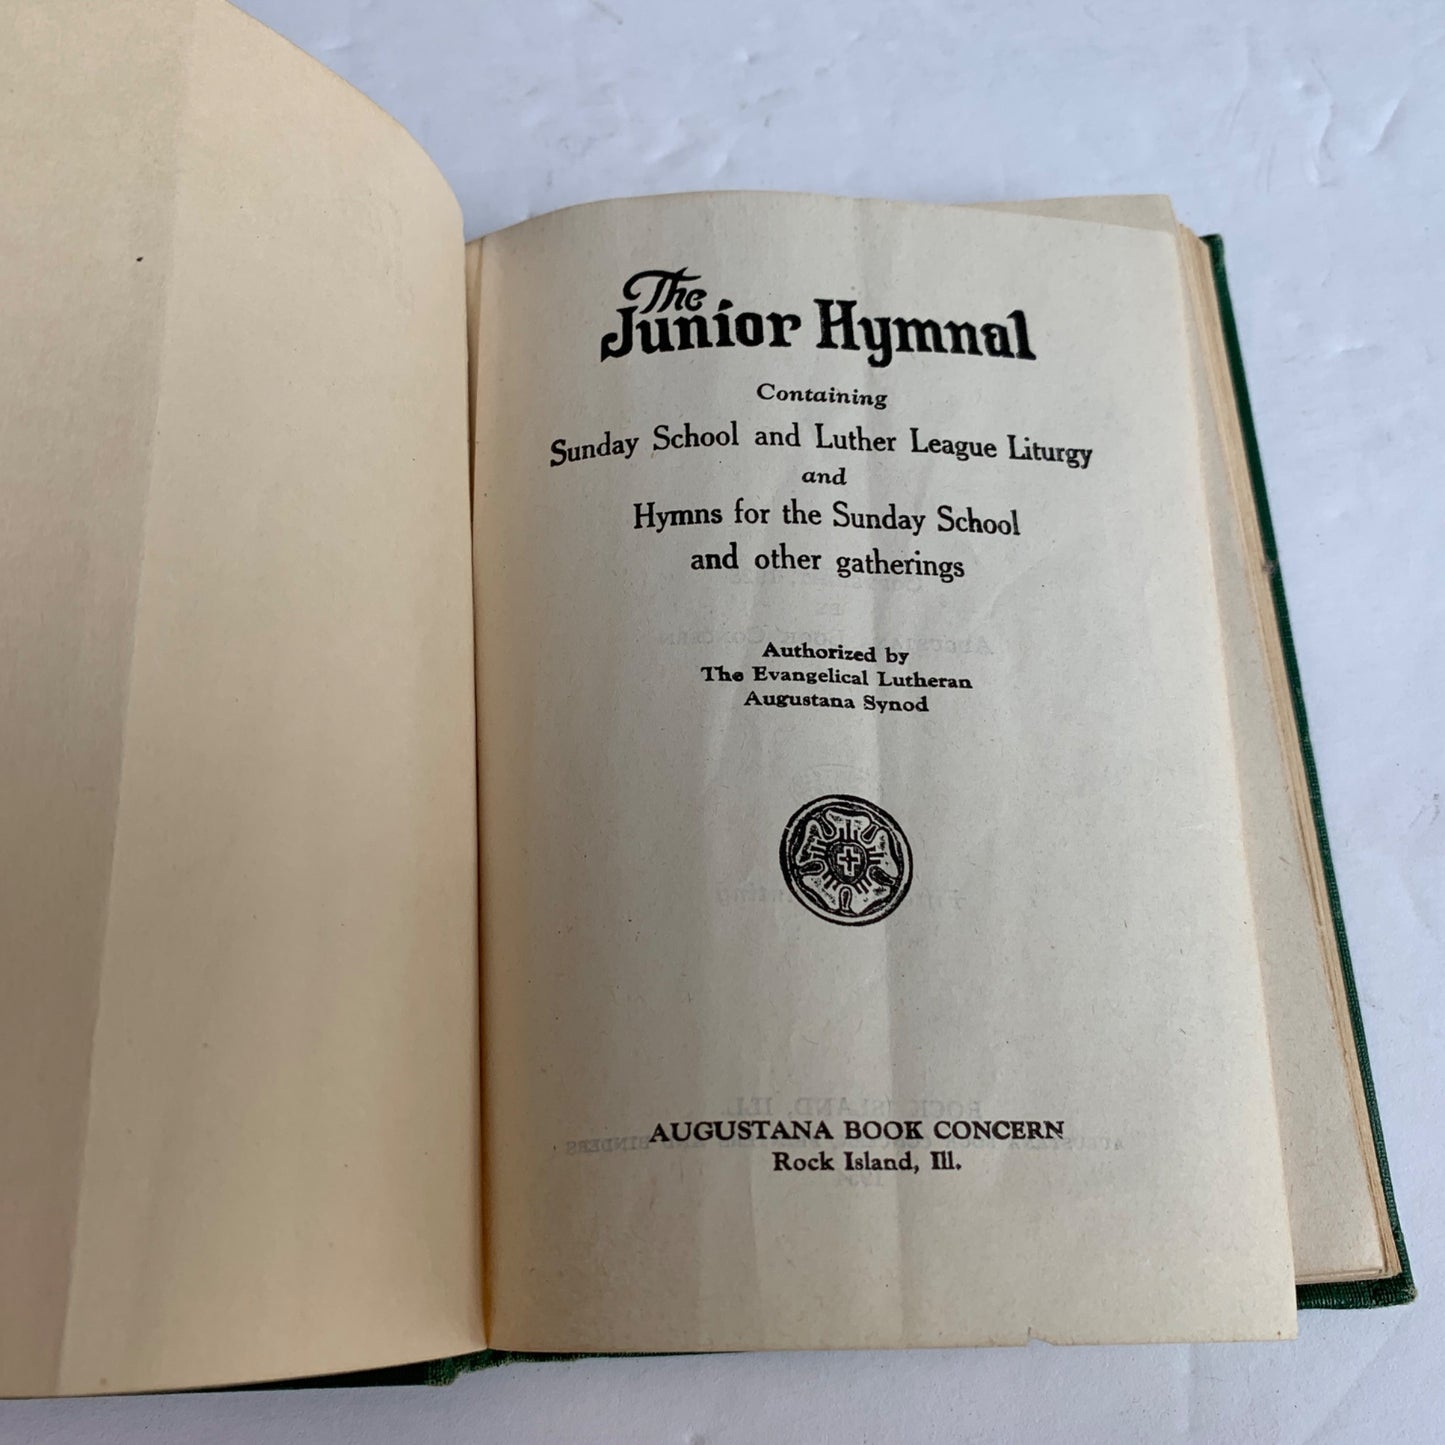 The
Junior Hymnal
Containing
Sunday School and Luther League Liturgy
and
Hymns for the Sunday School
and other gatherings
Authorized by
The Evangelical Lutheran
Augustana Synod
AUGUSTANA BOOK CONCERN
Rock Island, Ill.